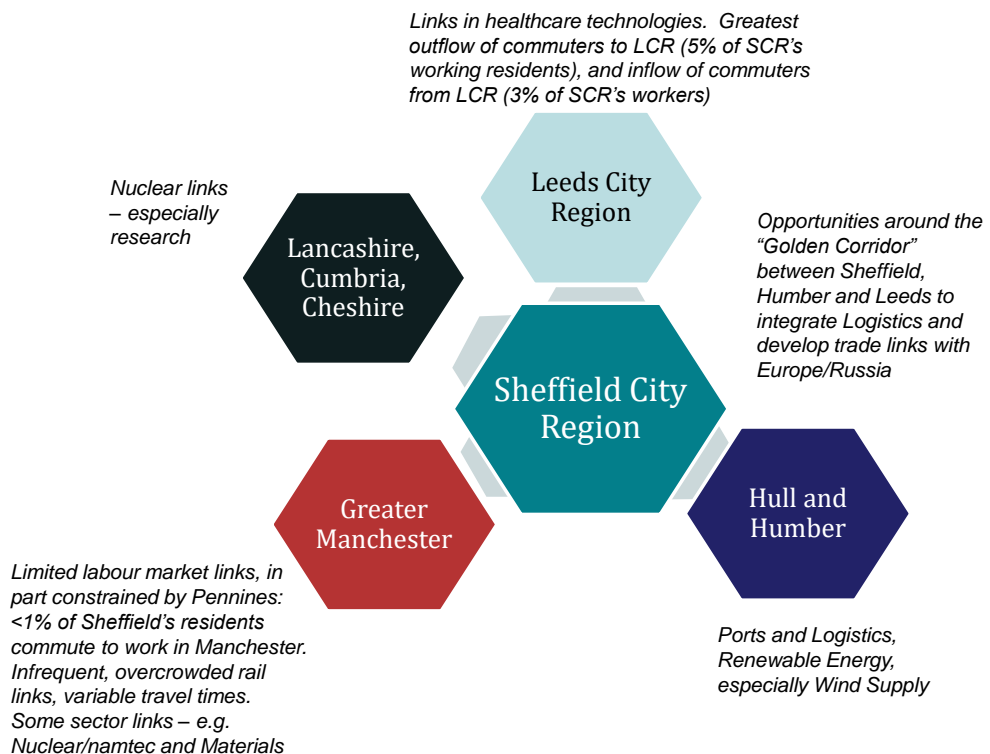 Links in healthcare technologies.  Greatest
outflow of commuters to LCR (5% of SCR's
working residents), and inflow of commuters
from LCR (3% of SCR's workers)
Leeds City
Region
Nuclear links
– especially
research
Lancashire,
Cumbria,
Cheshire
Opportunities around the
“Golden Corridor”
between Sheffield,
Humber and Leeds to
integrate Logistics and
develop trade links with
Europe/Russia
Sheffield City
Region
Greater
Manchester
Hull and
Humber
Limited labour market links, in
part constrained by Pennines:
<1% of Sheffield's residents
commute to work in Manchester.
Infrequent, overcrowded rail
links, variable travel times.
Some sector links – e.g.
Nuclear/namtec and Materials
Ports and Logistics,
Renewable Energy,
especially Wind Supply